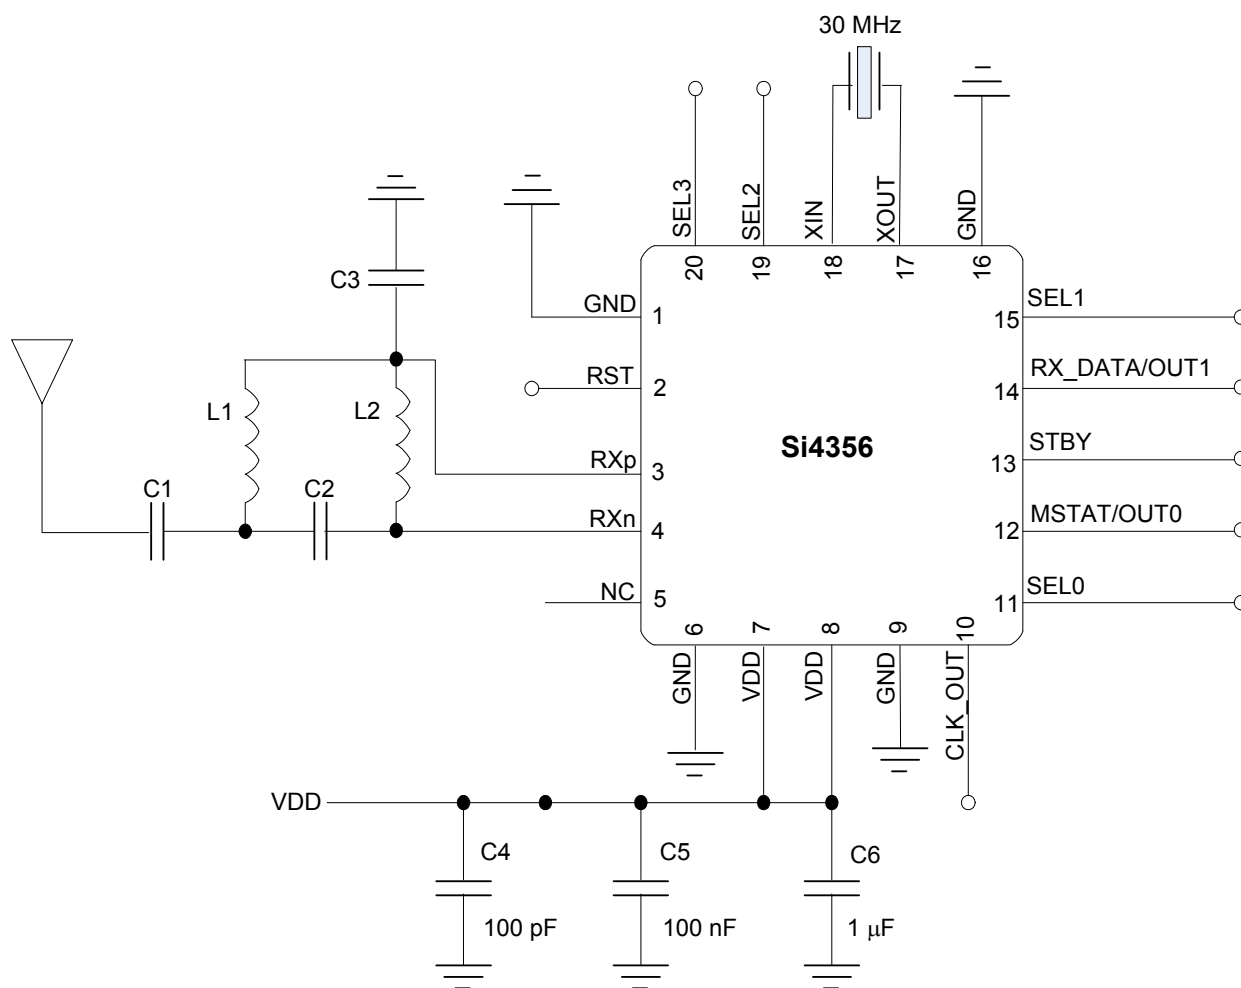 30 MHz
SEL3
SEL2
XIN
XOUT
GND
20
19
18
17
16
C3
GND
1
15
SEL1
RST
2
14
RX_DATA/OUT1
L1
L2
Si4356
RXp
3
13
STBY
C1
C2
RXn
4
12
MSTAT/OUT0
NC
5
11
SEL0
6
7
8
9
10
GND
VDD
VDD
GND
CLK_OUT
VDD
C4
C5
C6
100 pF
100 nF
1 μF